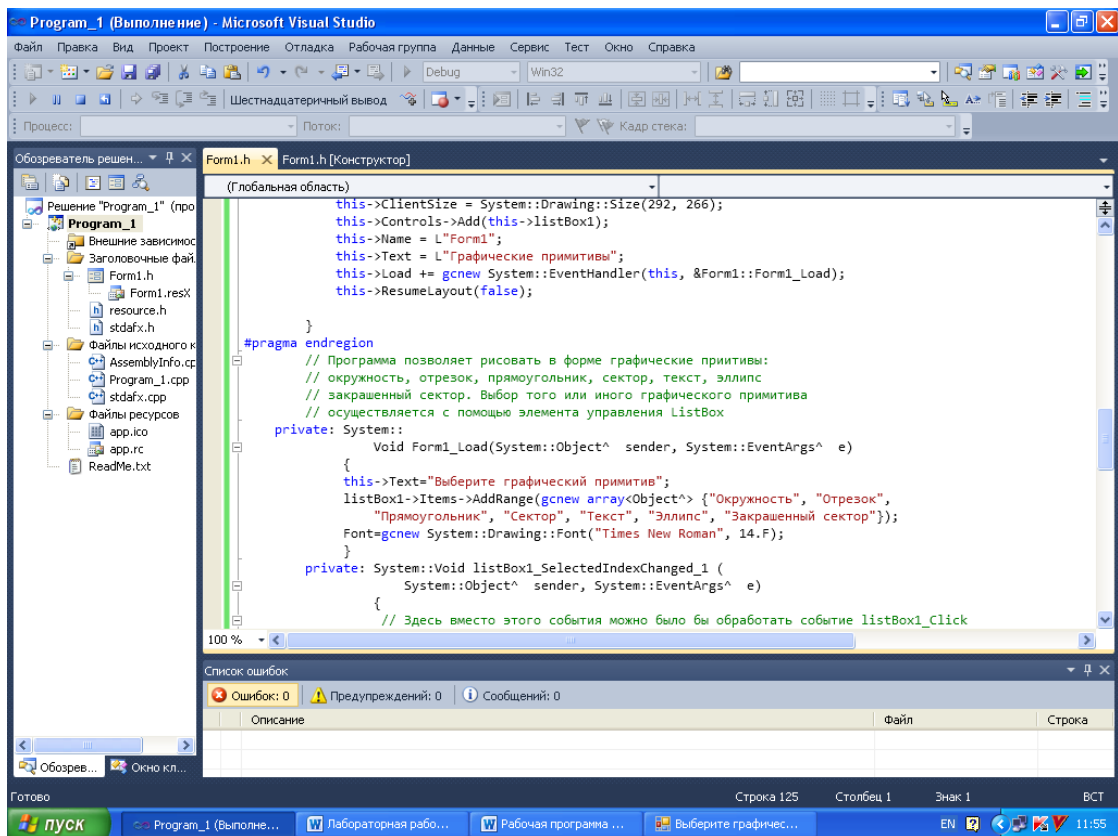 Program_1 (Выполнение) - Microsoft Visual Studio
Файл Правка Вид Проект Построение Отладка Рабочая группа Данные Сервис Тест Окно Справка
Debug Win32
Шестнадцатеричный вывод
Процесс: Поток: Кадр стека:
Обозреватель решен...
Решение "Program_1" (про
Program_1
Внешние зависимос
Заголовочные фай
Form1.h
Form1.resX
resource.h
stdafx.h
Файлы исходного к
AssemblyInfo.cp
Program_1.cpp
stdafx.cpp
Файлы ресурсов
app.ico
app.rc
ReadMe.txt
Обозрев... Окно кл...
Form1.h Form1.h [Конструктор]
(Глобальная область)
this->ClientSize = System::Drawing::Size(292, 266);
this->Controls->Add(this->listBox1);
this->Name = L"Form1";
this->Text = L"Графические примитивы";
this->Load += gcnew System::EventHandler(this, &Form1::Form1_Load);
this->ResumeLayout(false);
}
#pragma endregion
// Программа позволяет рисовать в форме графические приитивы:
// окружность, отрезок, прямоугольник, сектор, текст, эллипс
// закрашенный сектор. Выбор того или иного графического примитива
// осуществляется с помощью элемента управления ListBox
private: System::
Void Form1_Load(System::Object^ sender, System::EventArgs^ e)
{
this->Text="Выберите графический примитив";
listBox1->Items->AddRange(gcnew array<Object^> {"Окружность", "Отрезок",
"Прямоугольник", "Сектор", "Текст", "Эллипс", "Закрашенный сектор"});
Font=gcnew System::Drawing::Font("Times New Roman", 14.F);
}
private: System::Void listBox1_SelectedIndexChanged_1 (
System::Object^ sender, System::EventArgs^ e)
{
// Здесь вместо этого события можно было бы обработать событие listBox1_Click
100 %
Список ошибок
Ошибок: 0 Предупреждений: 0 Сообщений: 0
Описание Файл Строка
Готово Строка 125 Столбец 1 Знак 1 ВСТ
пуск Program_1 (Выполне... Лабораторная рабо... Рабочая программа ... Выберите графичес... EN 11:55